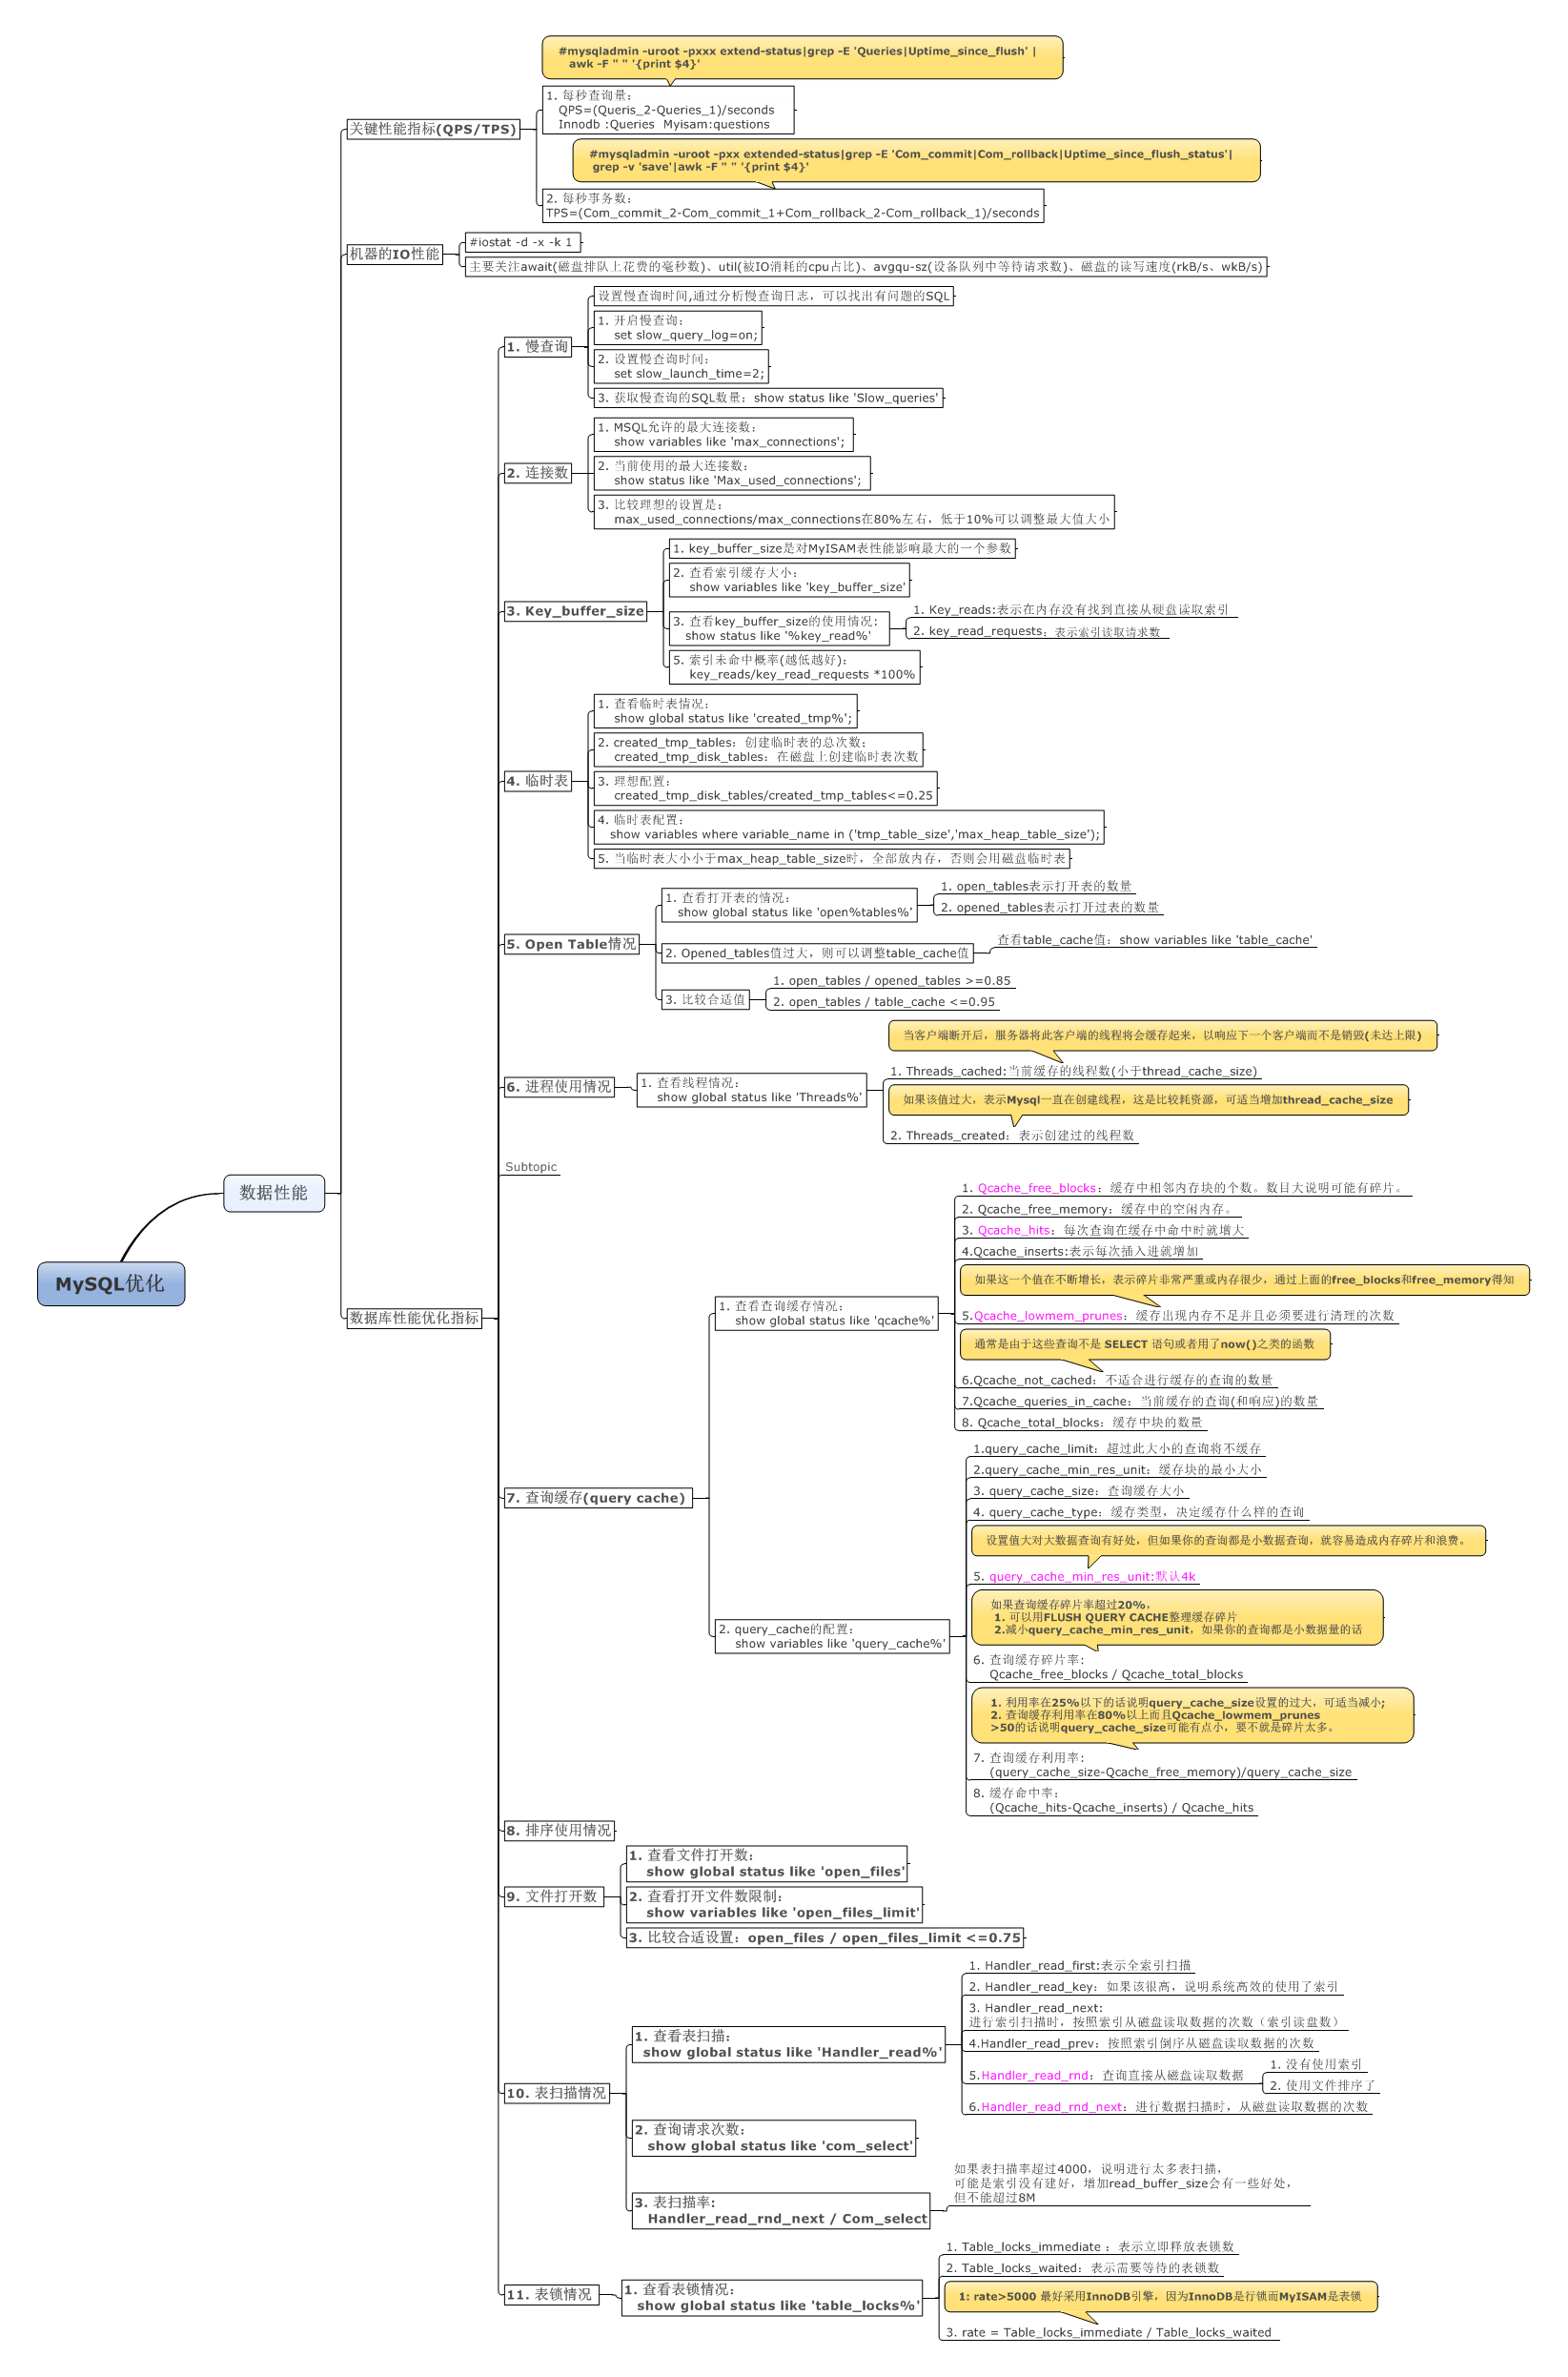 MySQL优化
数据性能
关键性能指标(QPS/TPS)
#mysqladmin -uroot -pxxx extend-status|grep -E 'Queries|Uptime_since_flush' |
awk -F " " '{print $4}'
1. 每秒查询量：
QPS=(Queris_2-Queries_1)/seconds
Innodb :Queries  Myisam:questions
#mysqladmin -uroot -pxx extended-status|grep -E 'Com_commit|Com_rollback|Uptime_since_flush_status'|
grep -v 'save'|awk -F " " '{print $4}'
2. 每秒事务数：
TPS=(Com_commit_2-Com_commit_1+Com_rollback_2-Com_rollback_1)/seconds
机器的IO性能
#iostat -d -x -k 1
主要关注await(磁盘排队上花费的毫秒数)、util(被IO消耗的cpu占比)、avgqu-sz(设备队列中等待请求数)、磁盘的读写速度(rkB/s、wkB/s)
数据库性能优化指标
1. 慢查询
设置慢查询时间,通过分析慢查询日志，可以找出有问题的SQL
1. 开启慢查询：
set slow_query_log=on;
2. 设置慢查询时间：
set slow_launch_time=2;
3. 获取慢查询的SQL数量：show status like 'Slow_queries'
2. 连接数
1. MSQL允许的最大连接数：
show variables like 'max_connections';
2. 当前使用的最大连接数：
show status like 'Max_used_connections';
3. 比较理想的设置是：
max_used_connections/max_connections在80%左右，低于10%可以调整最大值大小
3. Key_buffer_size
1. key_buffer_size是对MyISAM表性能影响最大的一个参数
2. 查看索引缓存大小：
show variables like 'key_buffer_size'
3. 查看key_buffer_size的使用情况：
show status like '%key_read%'
1. Key_reads:表示在内存没有找到直接从硬盘读取索引
2. key_read_requests：表示索引读取请求数
5. 索引未命中概率(越低越好)：
key_reads/key_read_requests *100%
4. 临时表
1. 查看临时表情况：
show global status like 'created_tmp%';
2. created_tmp_tables：创建临时表的总次数；
created_tmp_disk_tables：在磁盘上创建临时表次数
3. 理想配置：
created_tmp_disk_tables/created_tmp_tables<=0.25
4. 临时表配置：
show variables where variable_name in ('tmp_table_size','max_heap_table_size');
5. 当临时表大小小于max_heap_table_size时，全部放内存，否则会用磁盘临时表
5. Open Table情况
1. 查看打开表的情况：
show global status like 'open%tables%'
1. open_tables表示打开表的数量
2. opened_tables表示打开过表的数量
2. Opened_tables值过大，则可以调整table_cache值
查看table_cache值：show variables like 'table_cache'
3. 比较合适值
1. open_tables / opened_tables >=0.85
2. open_tables / table_cache <=0.95
6. 进程使用情况
1. 查看线程情况：
show global status like 'Threads%'
当客户端断开后，服务器将此客户端的线程将会缓存起来，以响应下一个客户端而不是销毁(未达上限)
1. Threads_cached:当前缓存的线程数(小于thread_cache_size)
如果该值过大，表示Mysql一直在创建线程，这是比较耗资源，可适当增加thread_cache_size
2. Threads_created：表示创建过的线程数
Subtopic
7. 查询缓存(query cache)
1. 查看查询缓存情况：
show global status like 'qcache%'
1. Qcache_free_blocks：缓存中相邻内存块的个数。数目大说明可能有碎片。
2. Qcache_free_memory：缓存中的空闲内存。
3. Qcache_hits：每次查询在缓存中命中时就增大
4.Qcache_inserts:表示每次插入进就增加
如果这一个值在不断增长，表示碎片非常严重或内存很少，通过上面的free_blocks和free_memory得知
5.Qcache_lowmem_prunes：缓存出现内存不足并且必须要进行清理的次数
通常是由于这些查询不是 SELECT 语句或者用了now()之类的函数
6.Qcache_not_cached：不适合进行缓存的查询的数量
7.Qcache_queries_in_cache：当前缓存的查询(和响应)的数量
8. Qcache_total_blocks：缓存中块的数量
2. query_cache的配置：
show variables like 'query_cache%'
1.query_cache_limit：超过此大小的查询将不缓存
2.query_cache_min_res_unit：缓存块的最小大小
3. query_cache_size：查询缓存大小
4. query_cache_type：缓存类型，决定缓存什么样的查询
设置值大对大数据查询有好处，但如果你的查询都是小数据查询，就容易造成内存碎片和浪费。
5. query_cache_min_res_unit:默认4k
如果查询缓存碎片率超过20%，
1. 可以用FLUSH QUERY CACHE整理缓存碎片
2.减小query_cache_min_res_unit，如果你的查询都是小数据量的话
6. 查询缓存碎片率：
Qcache_free_blocks / Qcache_total_blocks
1. 利用率在25%以下的话说明query_cache_size设置的过大，可适当减小;
2. 查询缓存利用率在80%以上而且Qcache_lowmem_prunes
>50的话说明query_cache_size可能有点小，要不就是碎片太多。
7. 查询缓存利用率：
(query_cache_size-Qcache_free_memory)/query_cache_size
8. 缓存命中率：
(Qcache_hits-Qcache_inserts) / Qcache_hits
8. 排序使用情况
9. 文件打开数
1. 查看文件打开数：
show global status like 'open_files'
2. 查看打开文件数限制：
show variables like 'open_files_limit'
3. 比较合适设置：open_files / open_files_limit <=0.75
10. 表扫描情况
1. 查看表扫描：
show global status like 'Handler_read%'
1. Handler_read_first:表示全索引扫描
2. Handler_read_key：如果该很高，说明系统高效的使用了索引
3. Handler_read_next:
进行索引扫描时，按照索引从磁盘读取数据的次数（索引读盘数）
4.Handler_read_prev：按照索引倒序从磁盘读取数据的次数
5.Handler_read_rnd：查询直接从磁盘读取数据
1. 没有使用索引
2. 使用文件排序了
6.Handler_read_rnd_next：进行数据扫描时，从磁盘读取数据的次数
2. 查询请求次数：
show global status like 'com_select'
3. 表扫描率:
Handler_read_rnd_next / Com_select
如果表扫描率超过4000，说明进行太多表扫描，
可能是索引没有建好，增加read_buffer_size会有一些好处，
但不能超过8M
11. 表锁情况
1. 查看表锁情况：
show global status like 'table_locks%'
1. Table_locks_immediate ：表示立即释放表锁数
2. Table_locks_waited：表示需要等待的表锁数
1: rate>5000 最好采用InnoDB引擎，因为InnoDB是行锁而MyISAM是表锁
3. rate = Table_locks_immediate / Table_locks_waited